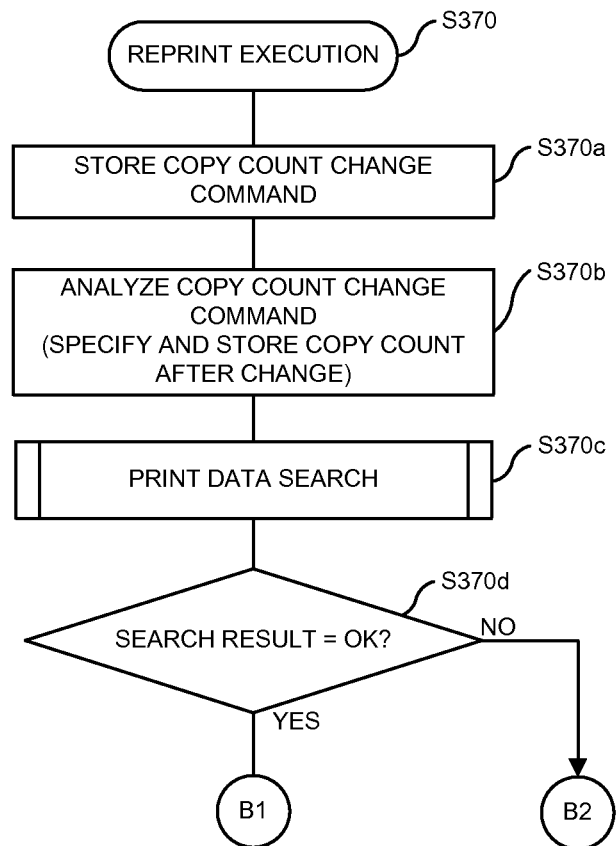 S370
REPRINT EXECUTION
S370a
STORE COPY COUNT CHANGE
COMMAND
S370b
ANALYZE COPY COUNT CHANGE
COMMAND
(SPECIFY AND STORE COPY COUNT
AFTER CHANGE)
S370c
PRINT DATA SEARCH
S370d
SEARCH RESULT = OK?
NO
YES
B1
B2